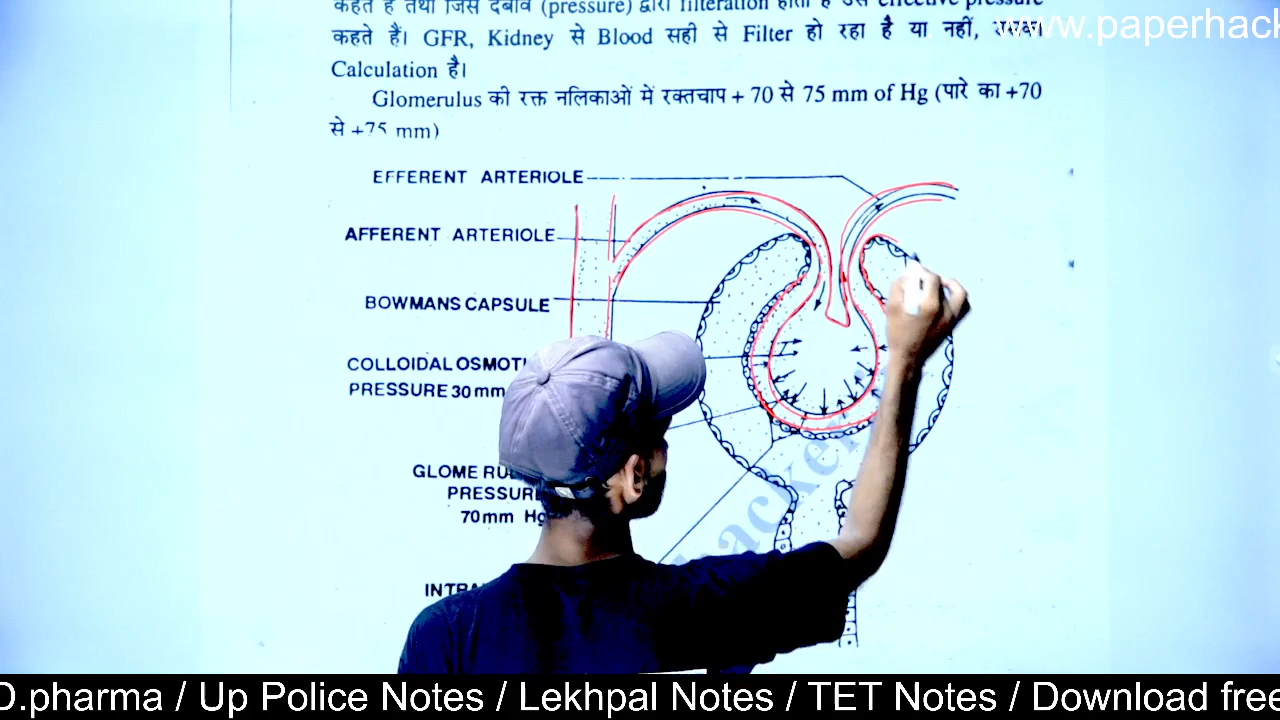 कहते हैं तथा जिस दबाव (pressure) द्वारा filteration होता है उसे effective pressure
कहते हैं। GFR, Kidney से Blood सही से Filter हो रहा है या नहीं,
Calculation है।
Glomerulus की रक्त नलिकाओं में रक्तचाप + 70 से 75 mm of Hg (पारे का +70
से +75 mm)
www.paperhack
EFFERENT ARTERIOLE
AFFERENT ARTERIOLE
BOWMANS CAPSULE
COLLOIDAL OSMOTI
PRESSURE 30 mm
GLOME RU
PRESSUR
70mm Hg
INTRA
hacker
D.pharma / Up Police Notes / Lekhpal Notes / TET Notes / Download free